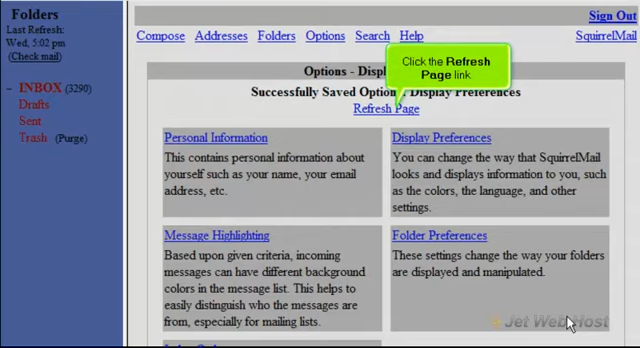 Folders
Last Refresh:
Wed, 5:02 pm
(Check mail)
– INBOX (3290)
Drafts
Sent
Trash (Purge)
Sign Out
Compose Addresses Folders Options Search Help SquirrelMail
Click the Refresh
Page link
Options - Displ
Successfully Saved Option: Display Preferences
Refresh Page
Personal Information
This contains personal information about
yourself such as your name, your email
address, etc.
Display Preferences
You can change the way that SquirrelMail
looks and displays information to you, such
as the colors, the language, and other
settings.
Message Highlighting
Based upon given criteria, incoming
messages can have different background
colors in the message list. This helps to
easily distinguish who the messages are
from, especially for mailing lists.
Folder Preferences
These settings change the way your folders
are displayed and manipulated.
Jet Web Host